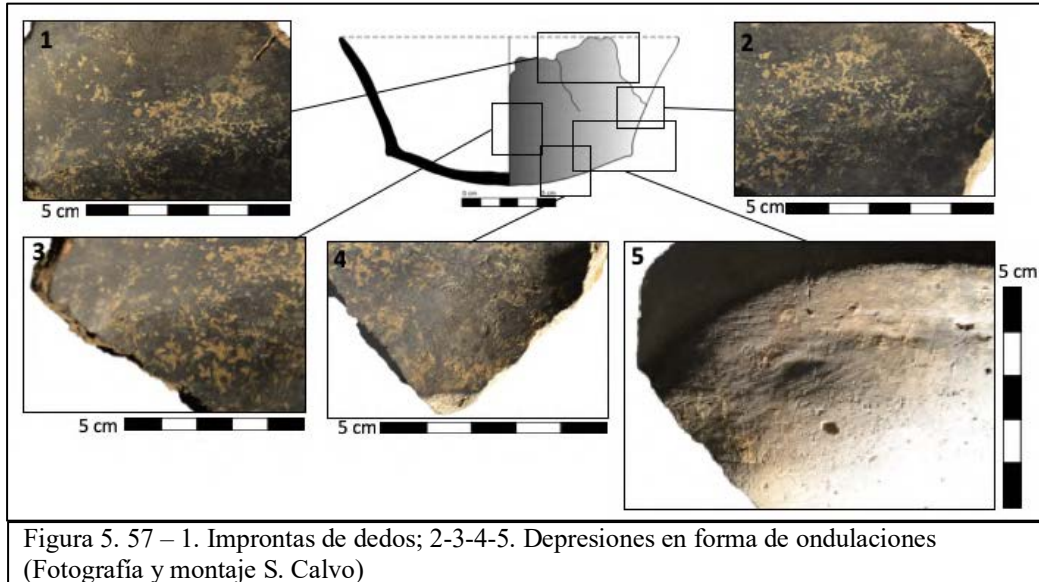 1
2
5 cm
5 cm
0 cm
5 cm
3
4
5
5 cm
5 cm
5 cm
Figura 5. 57 – 1. Improntas de dedos; 2-3-4-5. Depresiones en forma de ondulaciones
(Fotografía y montaje S. Calvo)